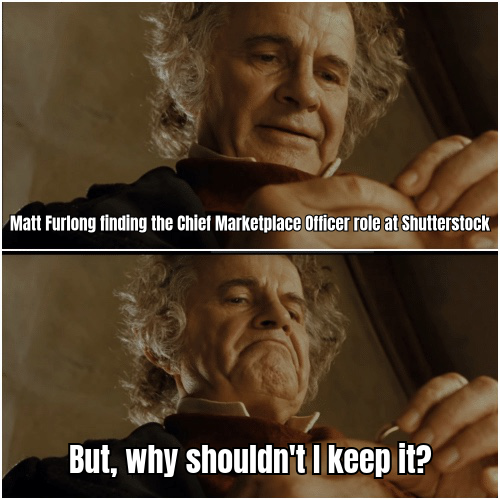 Matt Furlong finding the Chief Marketplace Officer role at Shutterstock
But, why shouldn't I keep it?